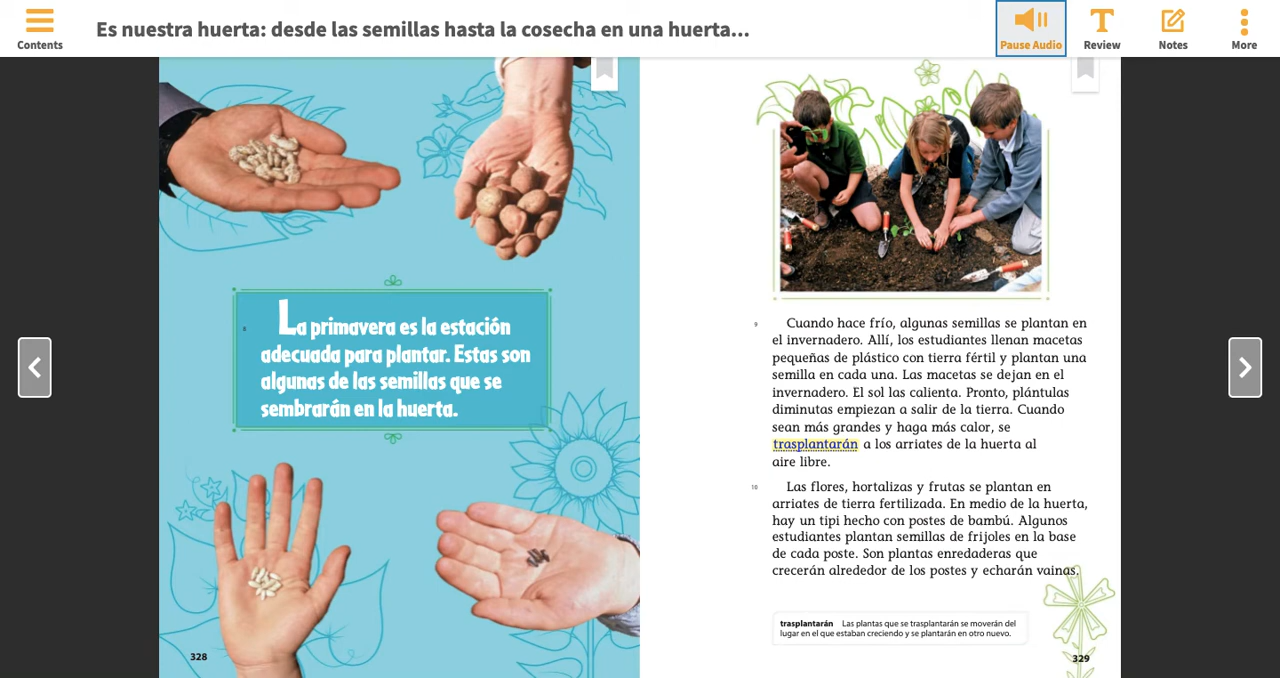 Contents
Es nuestra huerta: desde las semillas hasta la cosecha en una huerta...
Pause Audio
Review
Notes
More
8
La primavera es la estación
adecuada para plantar. Estas son
algunas de las semillas que se
sembrarán en la huerta.
328
9
Cuando hace frío, algunas semillas se plantan en
el invernadero. Allí, los estudiantes llenan macetas
pequeñas de plástico con tierra fértil y plantan una
semilla en cada una. Las macetas se dejan en el
invernadero. El sol las calienta. Pronto, plántulas
diminutas empiezan a salir de la tierra. Cuando
sean más grandes y haga más calor, se
trasplantarán a los arriates de la huerta al
aire libre.
10
Las flores, hortalizas y frutas se plantan en
arriates de tierra fertilizada. En medio de la huerta,
hay un tipi hecho con postes de bambú. Algunos
estudiantes plantan semillas de frijoles en la base
de cada poste. Son plantas enredaderas que
crecerán alrededor de los postes y echarán vainas.
trasplantarán Las plantas que se trasplantarán se moverán del
lugar en el que estaban creciendo y se plantarán en otro nuevo.
329